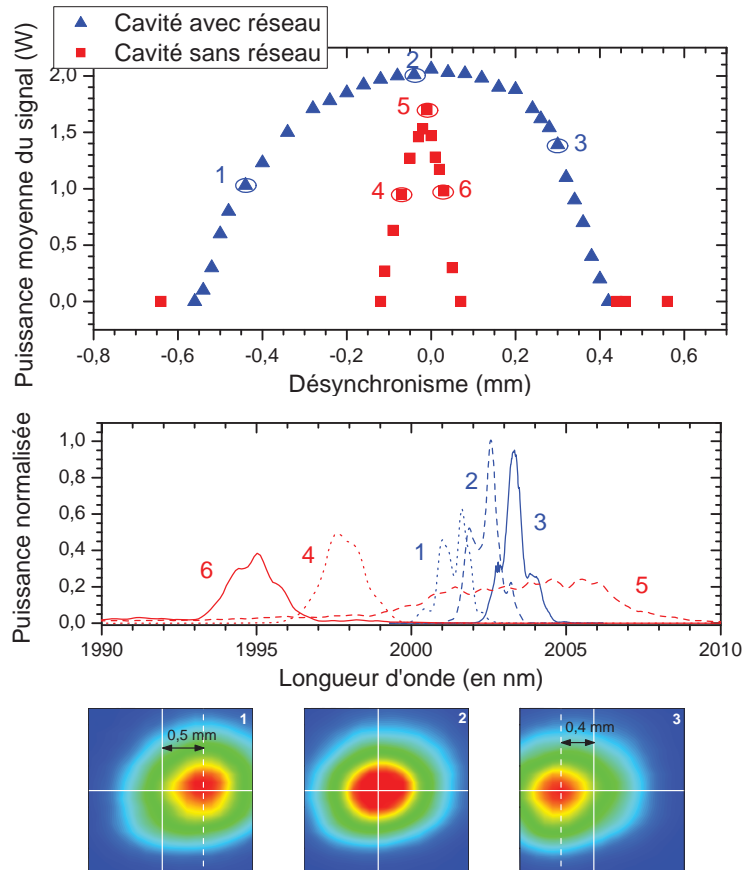 Cavité avec réseau
Cavité sans réseau
Puissance moyenne du signal (W)
2,0
1,5
1,0
0,5
0,0
1
2
3
4
5
6
-0,8 -0,6 -0,4 -0,2 0,0 0,2 0,4 0,6
Désynchronisme (mm)
Puissance normalisée
1,0
0,8
0,6
0,4
0,2
0,0
6
4
1
2
3
5
1990 1995 2000 2005 2010
Longueur d'onde (en nm)
1
0,5 mm
2
3
0,4 mm